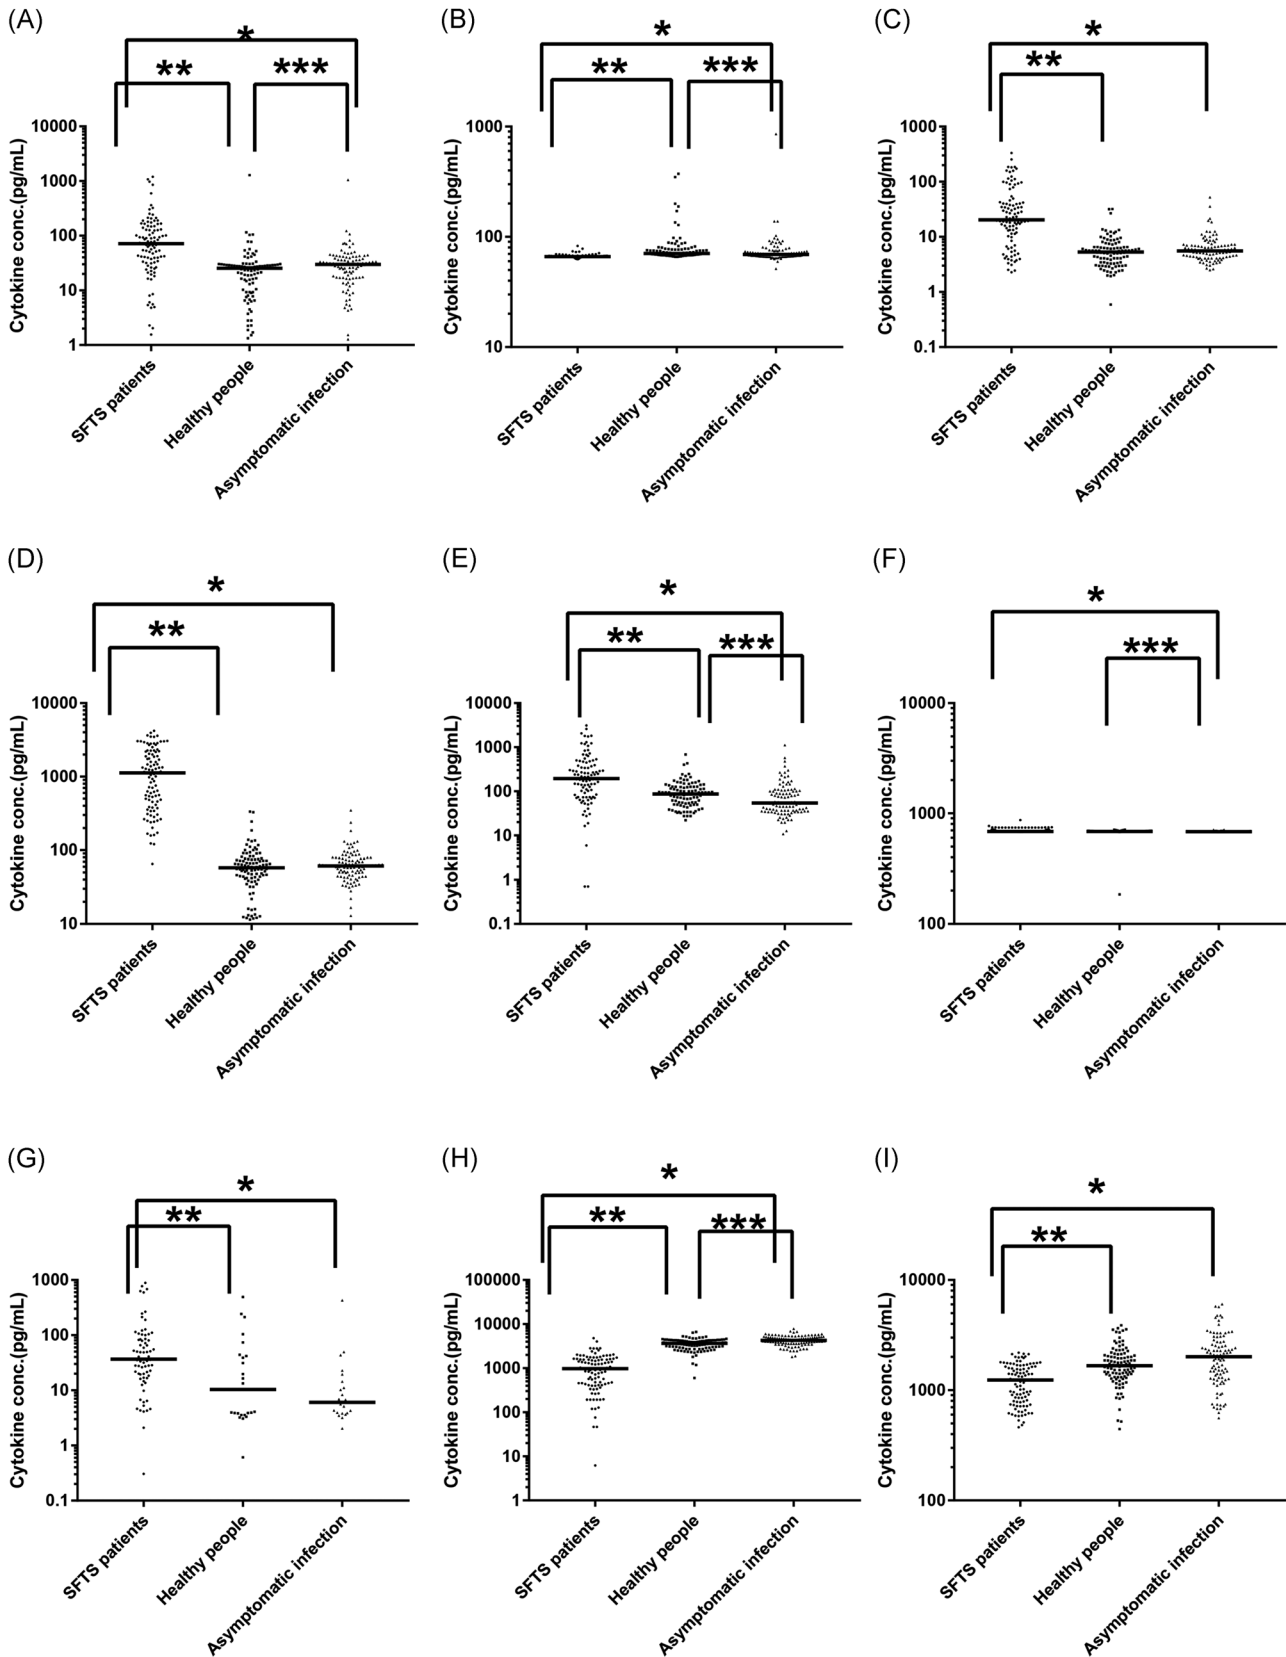 (A)
*
**
***
Cytokine conc.(pg/mL)
10000
1000
100
10
1
SFTS patients
Healthy people
Asymptomatic infection
(B)
*
**
***
Cytokine conc.(pg/mL)
1000
100
10
SFTS patients
Healthy people
Asymptomatic infection
(C)
*
**
Cytokine conc.(pg/mL)
1000
100
10
1
0.1
SFTS patients
Healthy people
Asymptomatic infection
(D)
*
**
Cytokine conc.(pg/mL)
10000
1000
100
10
SFTS patients
Healthy people
Asymptomatic infection
(E)
*
**
***
Cytokine conc.(pg/mL)
10000
1000
100
10
1
0.1
SFTS patients
Healthy people
Asymptomatic infection
(F)
*
***
Cytokine conc.(pg/mL)
10000
1000
100
SFTS patients
Healthy people
Asymptomatic infection
(G)
*
**
Cytokine conc.(pg/mL)
1000
100
10
1
0.1
SFTS patients
Healthy people
Asymptomatic infection
(H)
*
**
***
Cytokine conc.(pg/mL)
100000
10000
1000
100
10
1
SFTS patients
Healthy people
Asymptomatic infection
(I)
*
**
Cytokine conc.(pg/mL)
10000
1000
100
SFTS patients
Healthy people
Asymptomatic infection